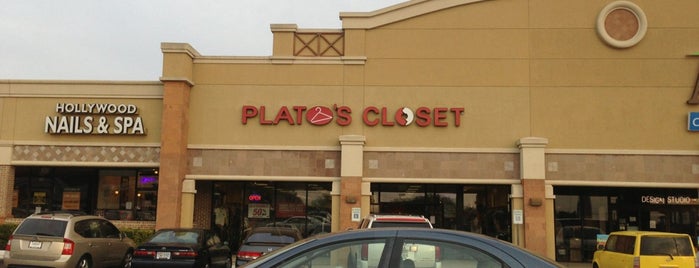 HOLLYWOOD
NAILS & SPA
PLATO'S CLOSET
OPEN
DESIGN STUDIO